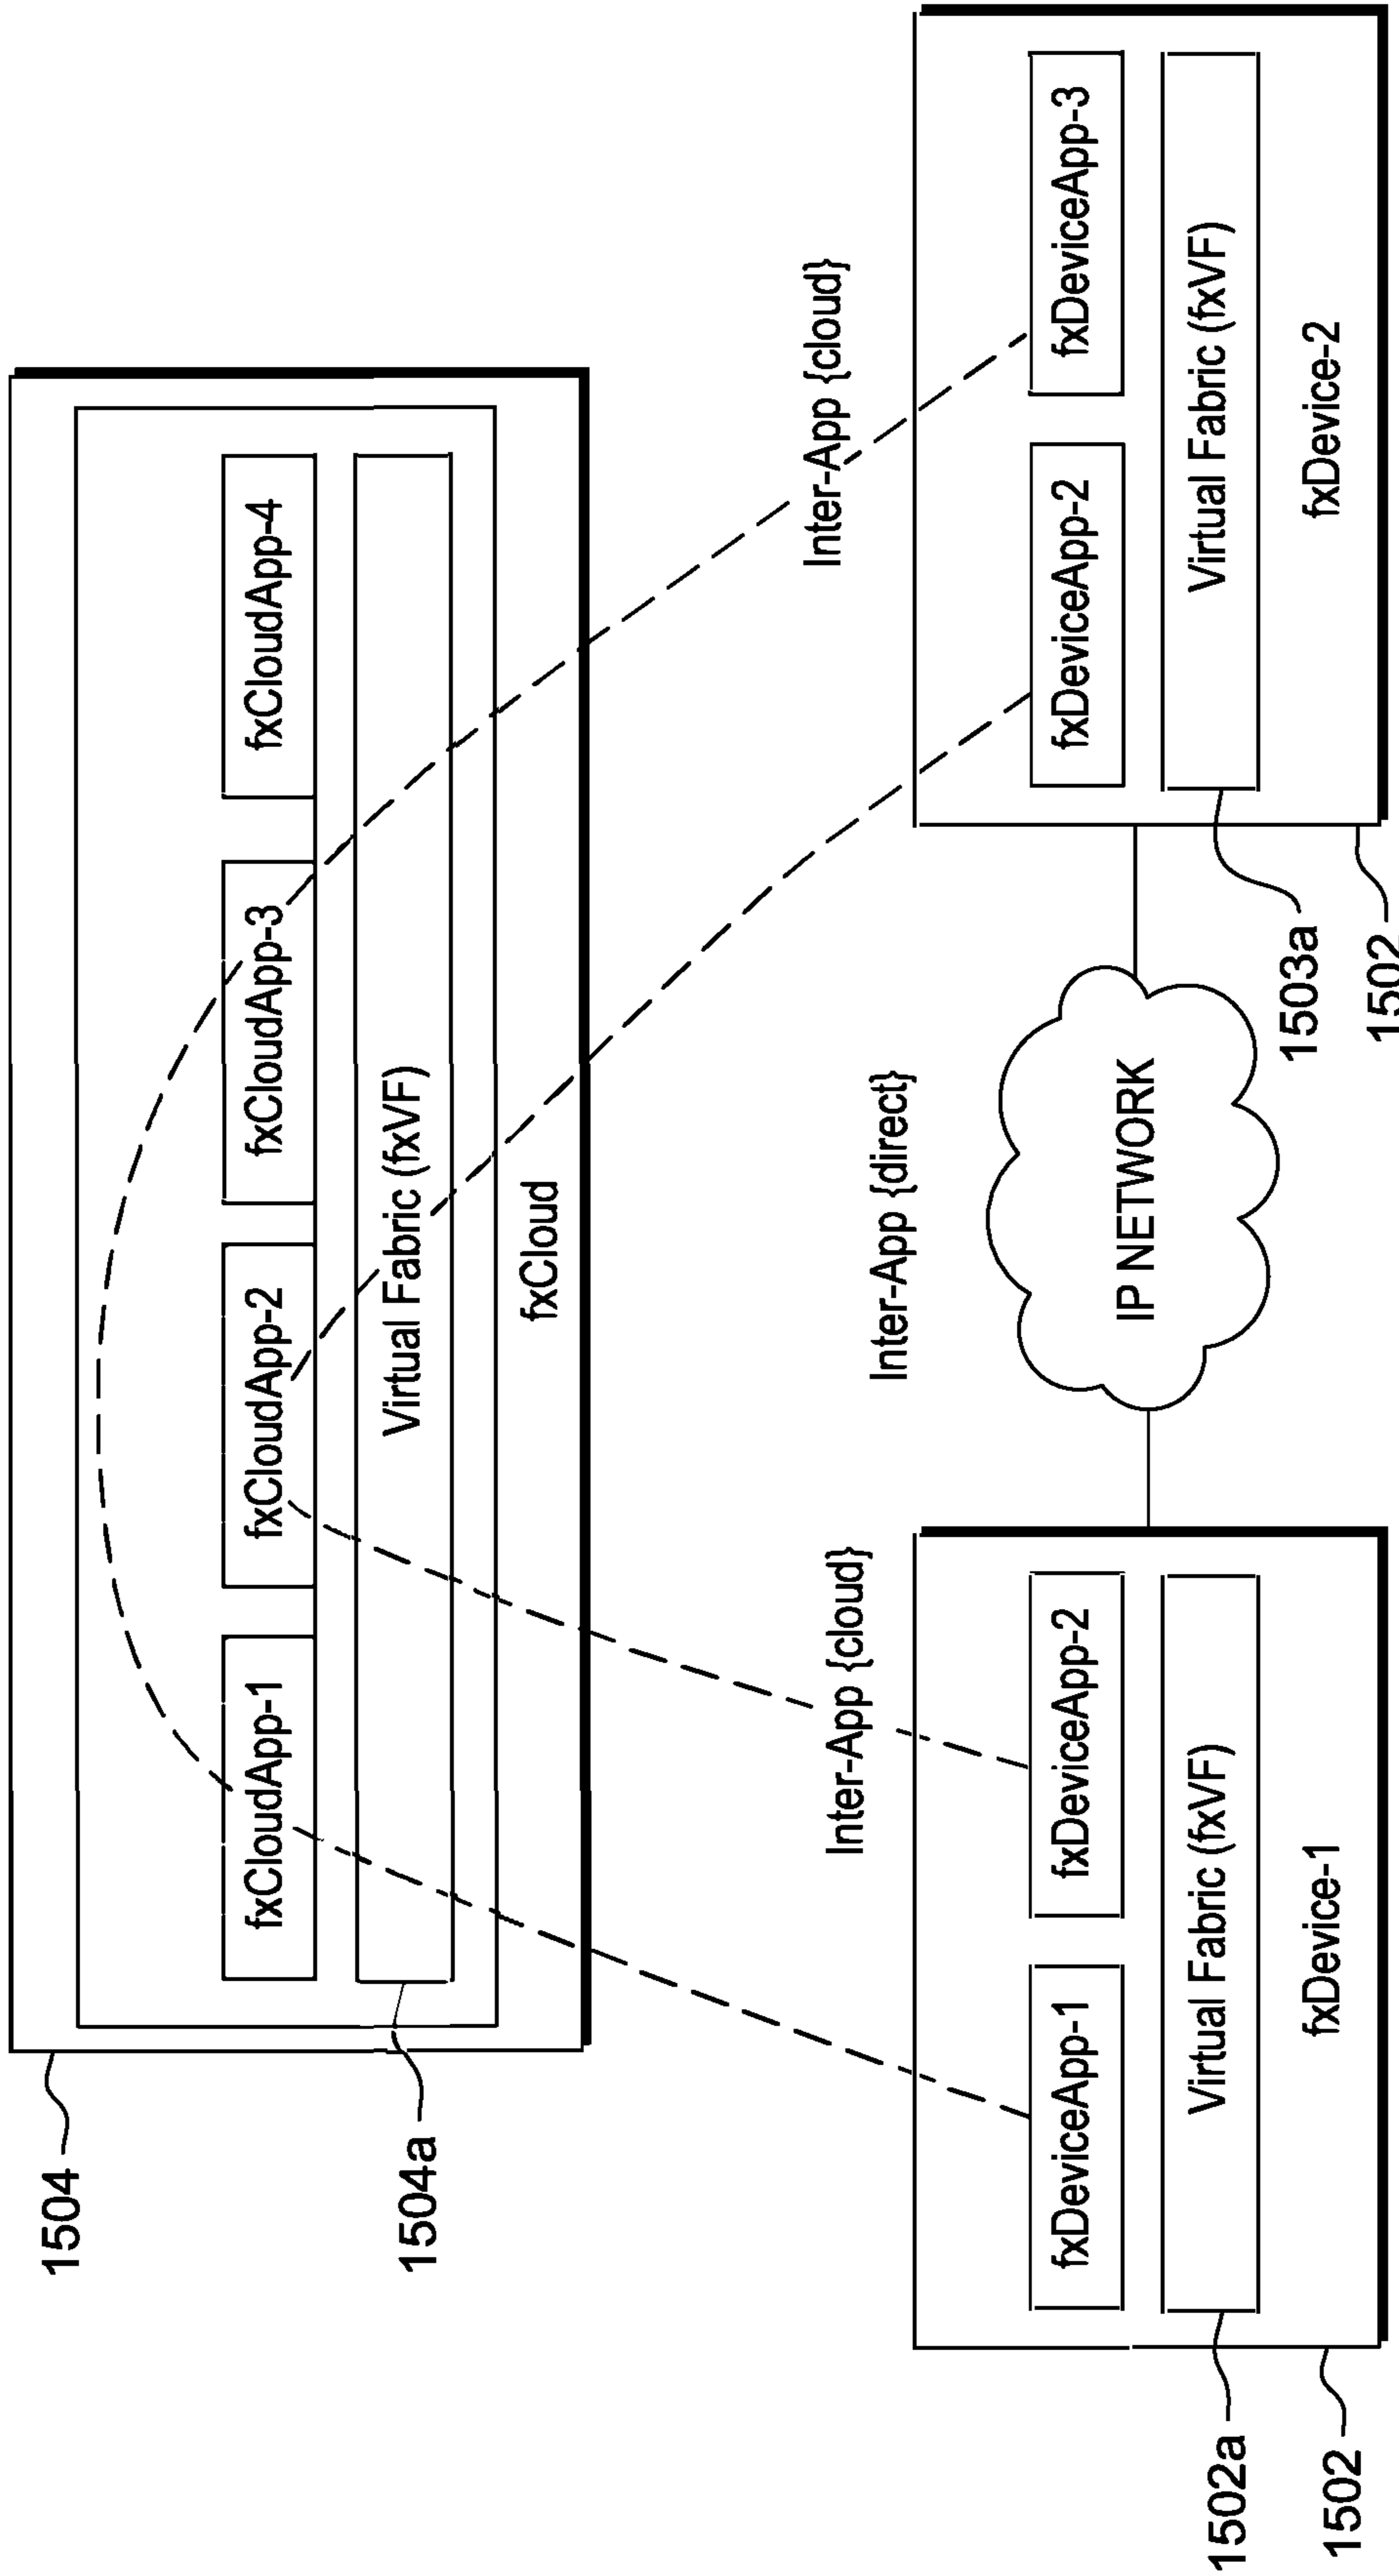 1504
fxCloudApp-1
fxCloudApp-2
fxCloudApp-3
fxCloudApp-4
Virtual Fabric (fxVF)
1504a
fxCloud
Inter-App {cloud}
Inter-App {direct}
Inter-App {cloud}
fxDeviceApp-1
fxDeviceApp-2
Virtual Fabric (fxVF)
fxDevice-1
1502a
1502
IP NETWORK
fxDeviceApp-2
fxDeviceApp-3
Virtual Fabric (fxVF)
fxDevice-2
1503a
1502